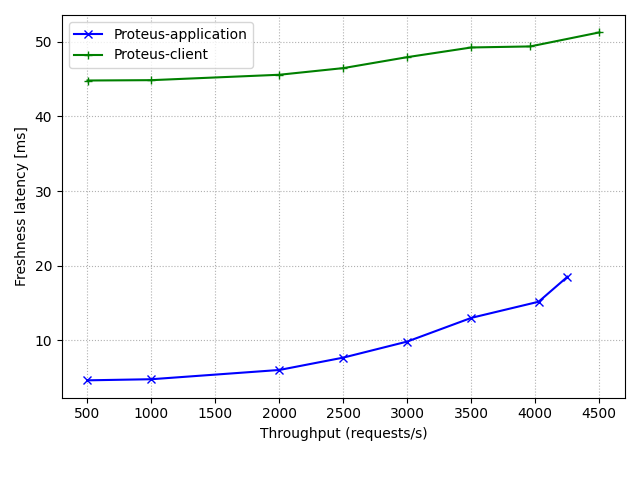 Proteus-application
Proteus-client
Freshness latency [ms]
50
40
30
20
10
500 1000 1500 2000 2500 3000 3500 4000 4500
Throughput (requests/s)